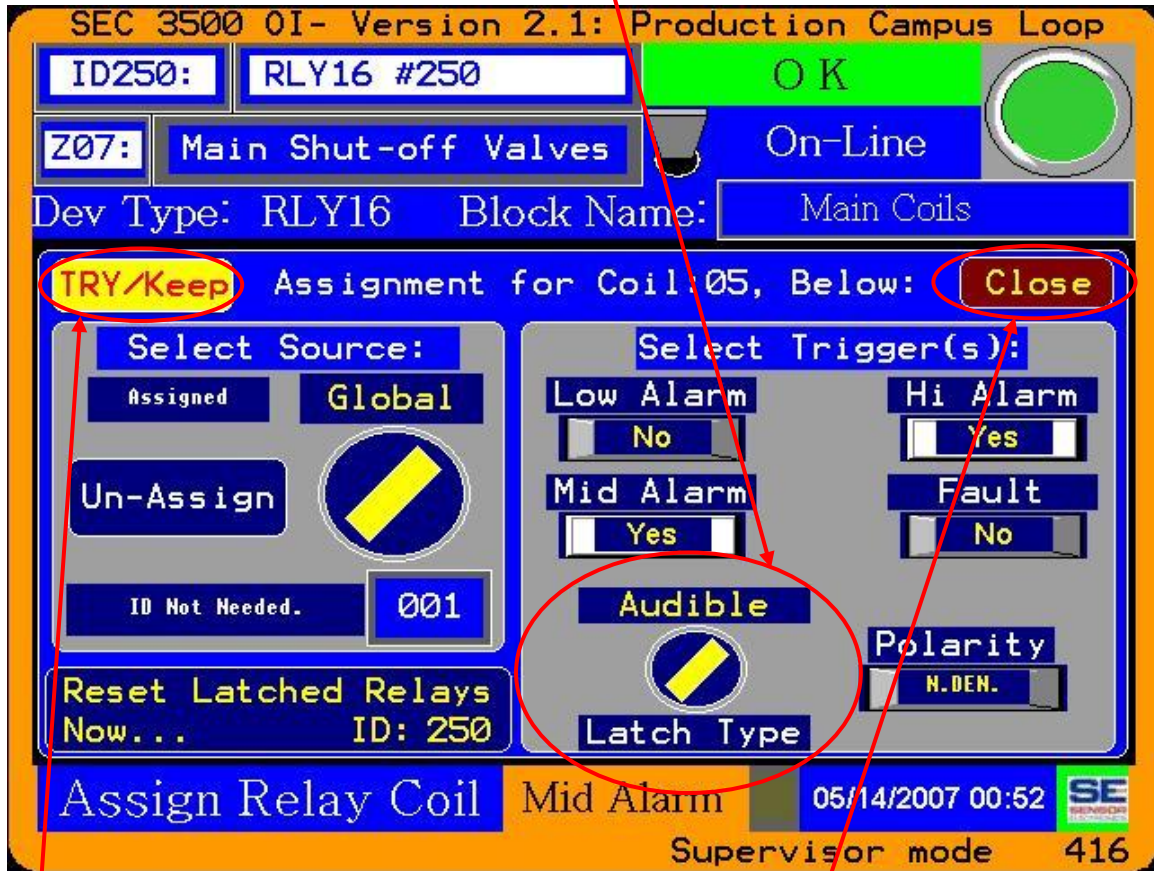 SEC 3500 OI- Version 2.1: Production Campus Loop
ID250: RLY16 #250 OK
Z07: Main Shut-off Valves On-Line
Dev Type: RLY16 Block Name: Main Coils
TRY/Keep Assignment for Coil:05, Below: Close
Select Source:
Assigned Global
Un-Assign
ID Not Needed. 001
Reset Latched Relays
Now... ID: 250
Select Trigger(s):
Low Alarm Hi Alarm
No Yes
Mid Alarm Fault
Yes No
Audible
Latch Type
Polarity
N.DEN.
Assign Relay Coil Mid Alarm 05/14/2007 00:52 SE
SENSOR
Supervisor mode 416